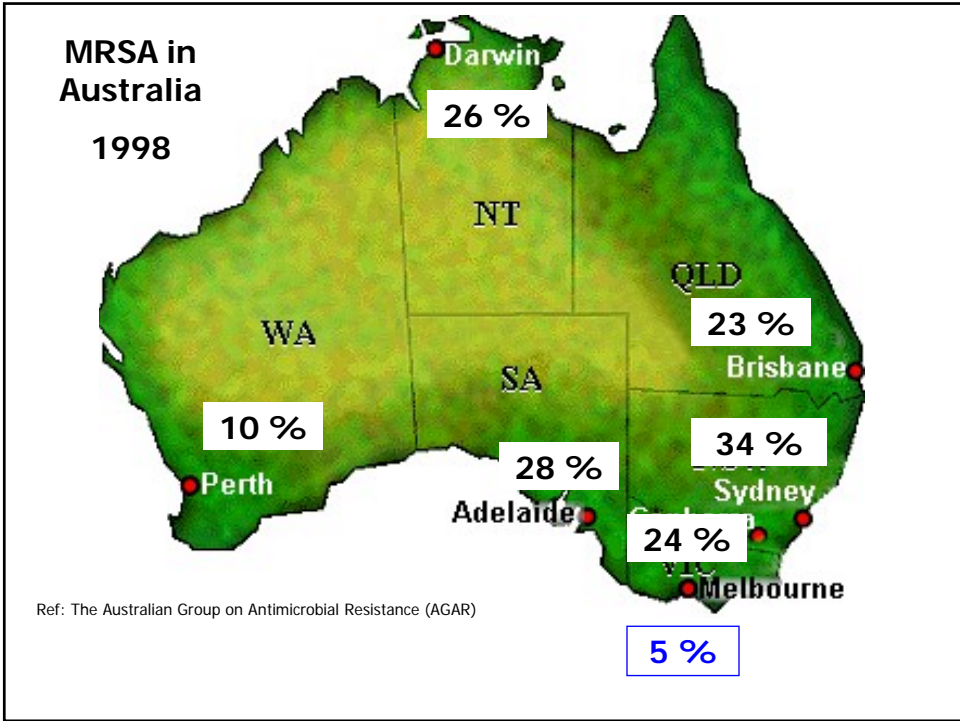 MRSA in
Australia
1998
Darwin
26 %
NT
QLD
23 %
WA
Brisbane
SA
10 %
34 %
28 %
Perth
Sydney
Adelaide
24 %
Melbourne
Ref: The Australian Group on Antimicrobial Resistance (AGAR)
5 %